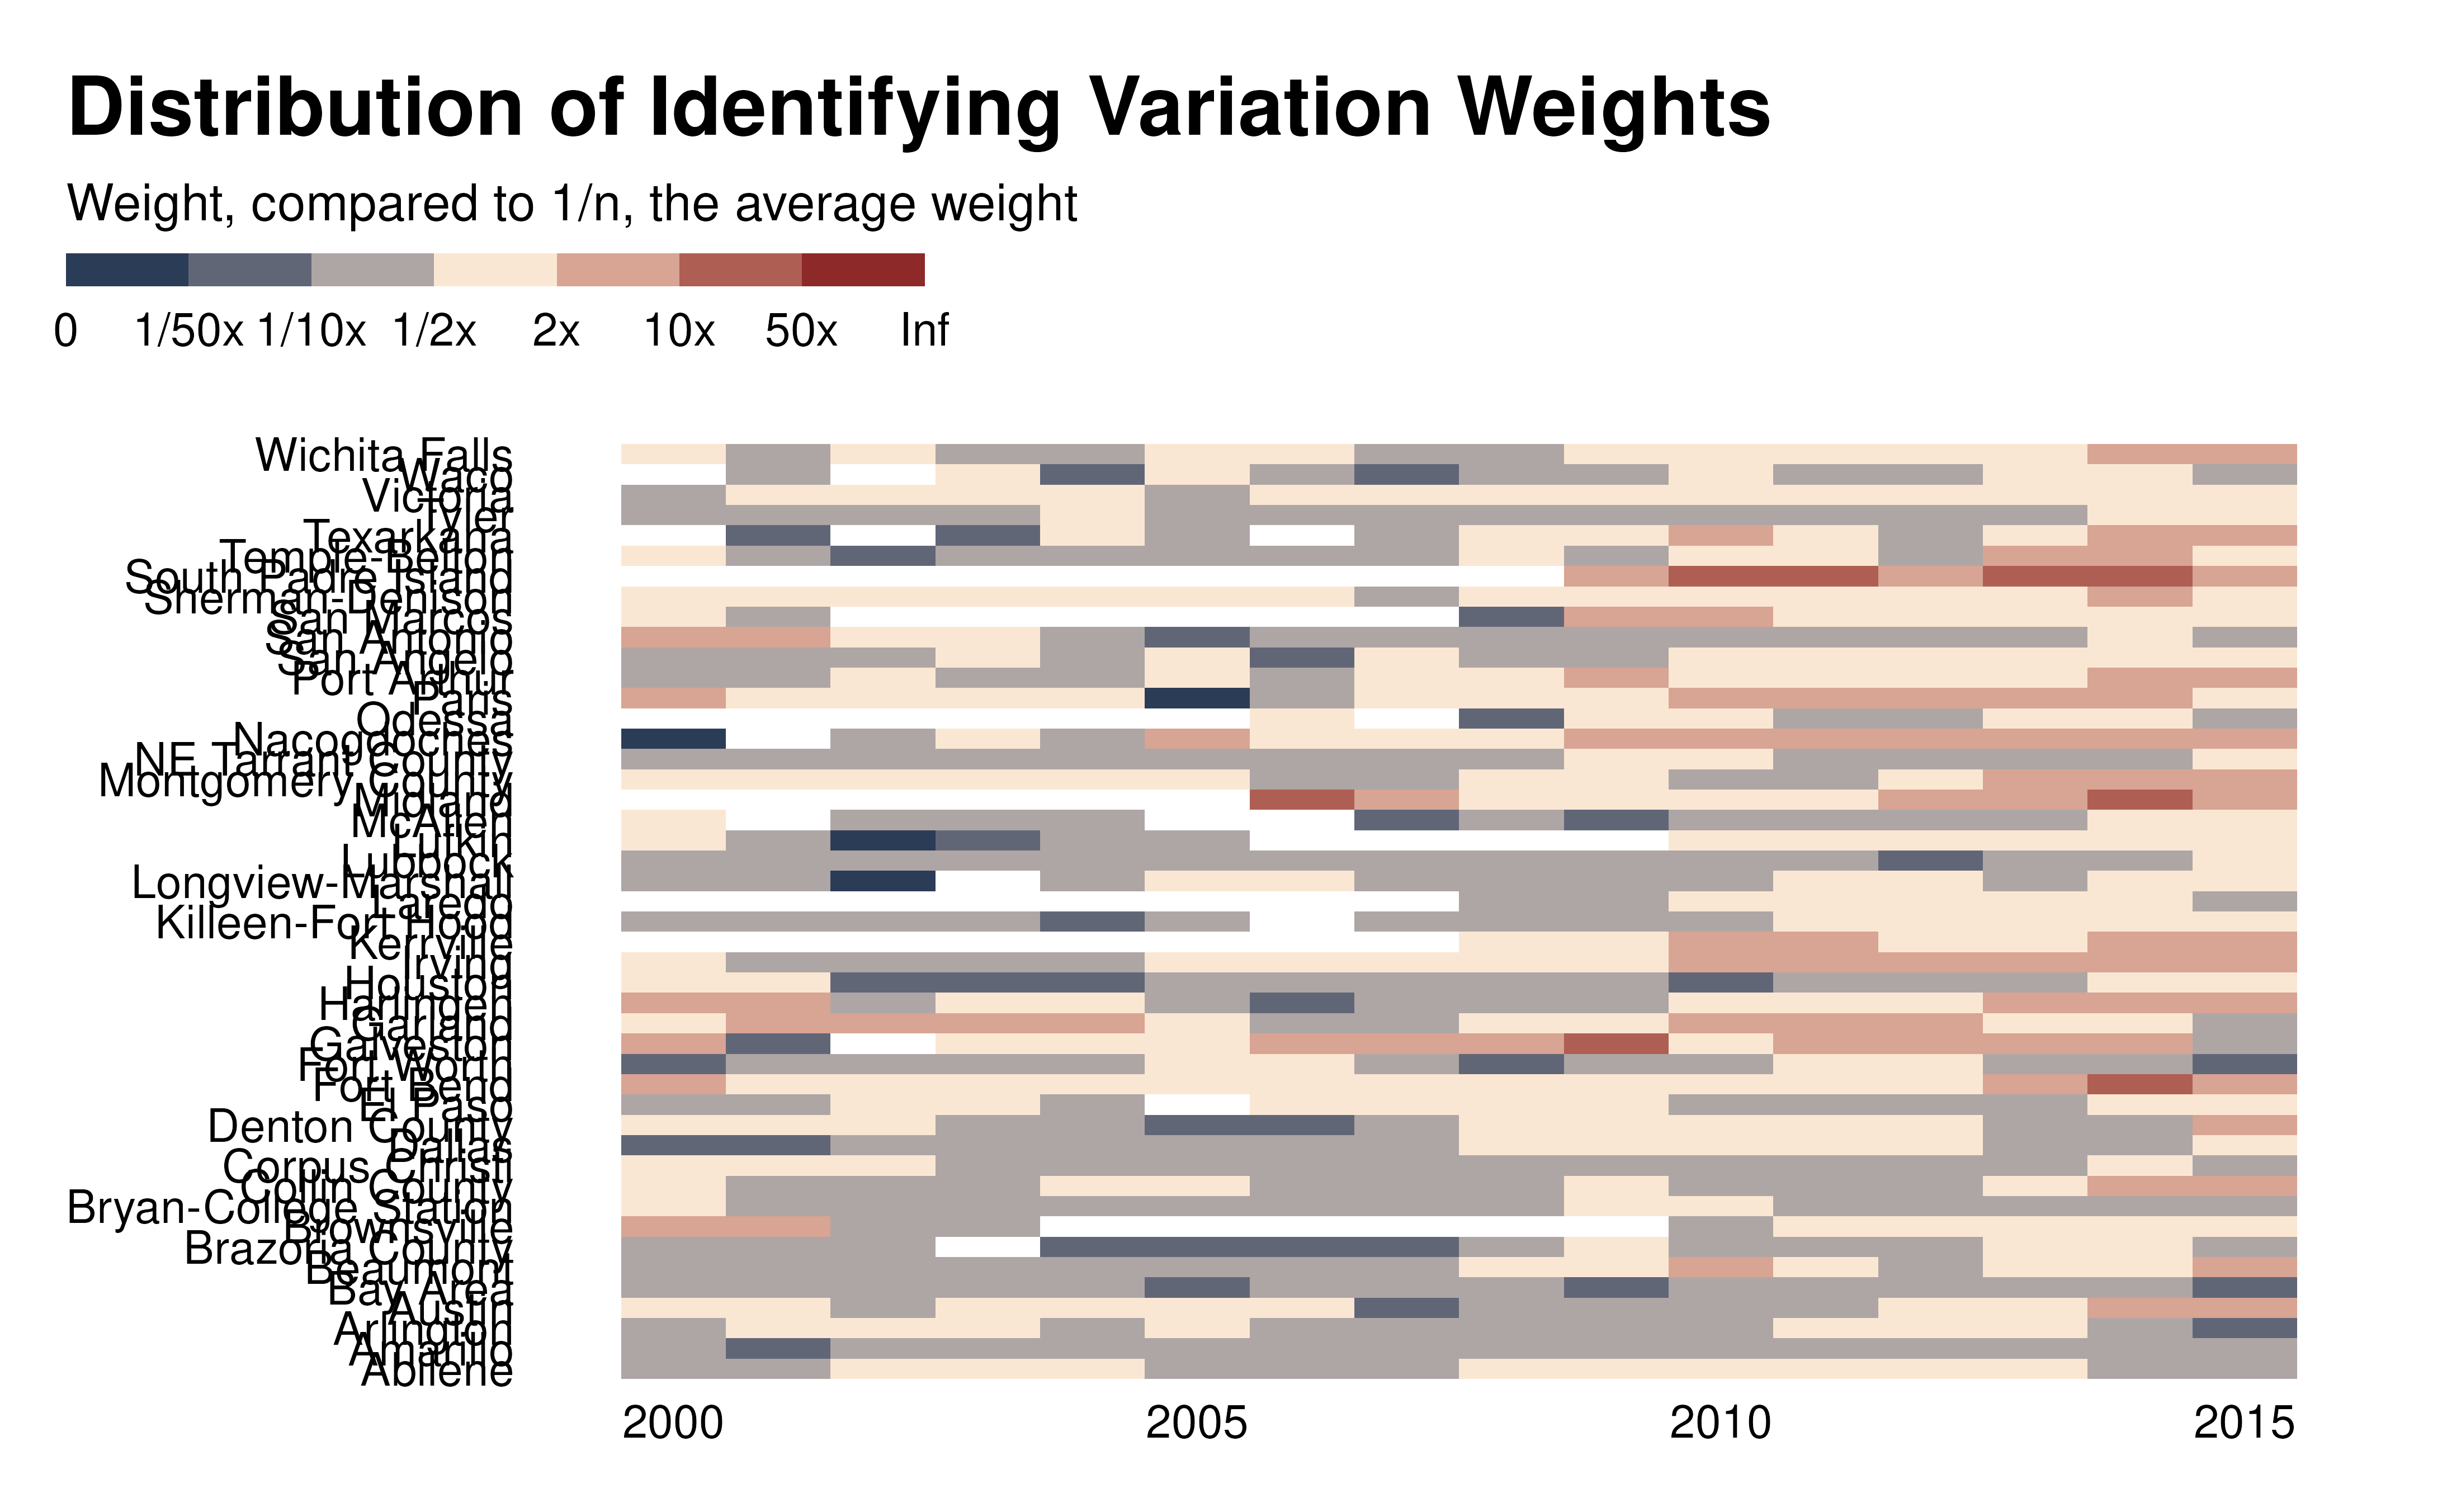 Distribution of Identifying Variation Weights
Weight, compared to 1/n, the average weight
0 1/50x 1/10x 1/2x 2x 10x 50x Inf
Wichita Falls
Waco
Victoria
Tyler
Texarkana
Temple-Belton
South Padre Island
Sherman-Denison
San Marcos
San Antonio
San Angelo
Port Arthur
Paris
Odessa
Nacogdoches
NE Tarrant County
Montgomery County
Midland
McAllen
Lufkin
Lubbock
Longview-Marshall
Laredo
Killeen-Fort Hood
Kerrville
Irving
Houston
Harlingen
Garland
Galveston
Fort Worth
Fort Bend
El Paso
Denton County
Dallas
Corpus Christi
Collin County
Bryan-College Station
Brownsville
Brazoria County
Beaumont
Bay Area
Austin
Arlington
Amarillo
Abilene
2000 2005 2010 2015